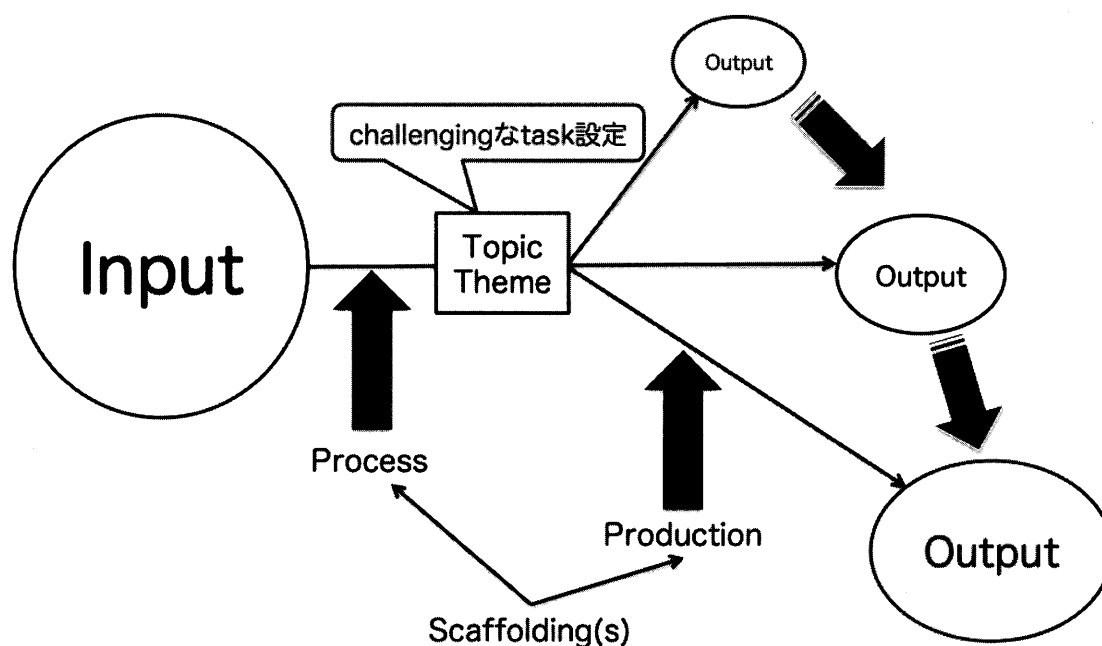 Output
challengingなtask設定
Input
Topic
Theme
Output
Process
Production
Output
Scaffolding(s)